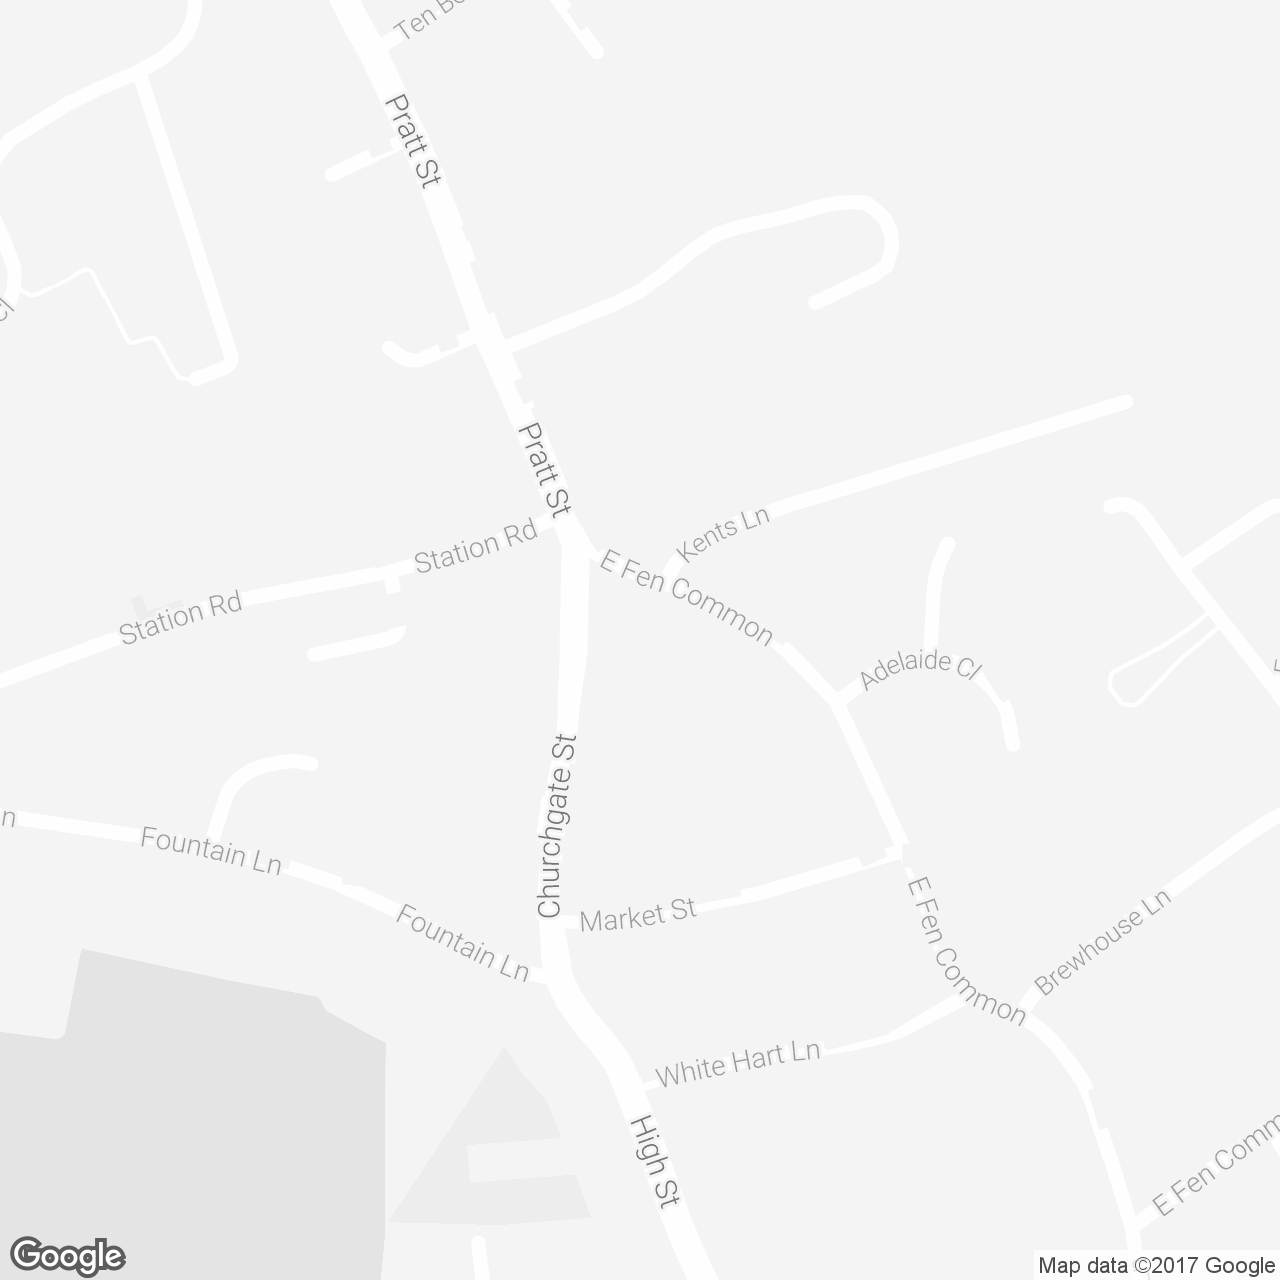 Ten
Pratt St
Pratt St
Kents Ln
Station Rd
E Fen Common
Station Rd
Adelaide Cl
Cl
Churchgate St
Fountain Ln
n
Market St
E Fen Common
Brewhouse Ln
Fountain Ln
White Hart Ln
High St
E Fen Comm
Google
Map data ©2017 Google